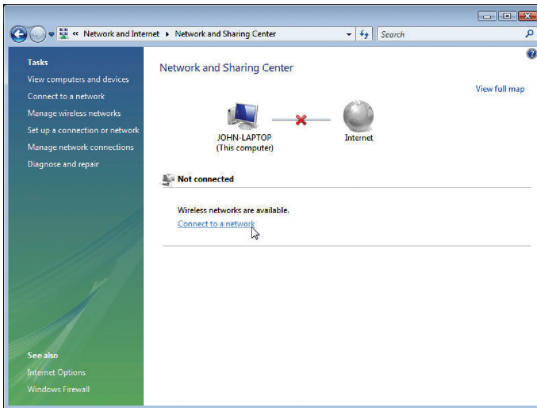 « Network and Internet ▸ Network and Sharing Center
Search
Tasks
View computers and devices
Connect to a network
Manage wireless networks
Set up a connection or network
Manage network connections
Diagnose and repair
See also
Internet Options
Windows Firewall
Network and Sharing Center
View full map
JOHN-LAPTOP
(This computer)
Internet
Not connected
Wireless networks are available.
Connect to a network